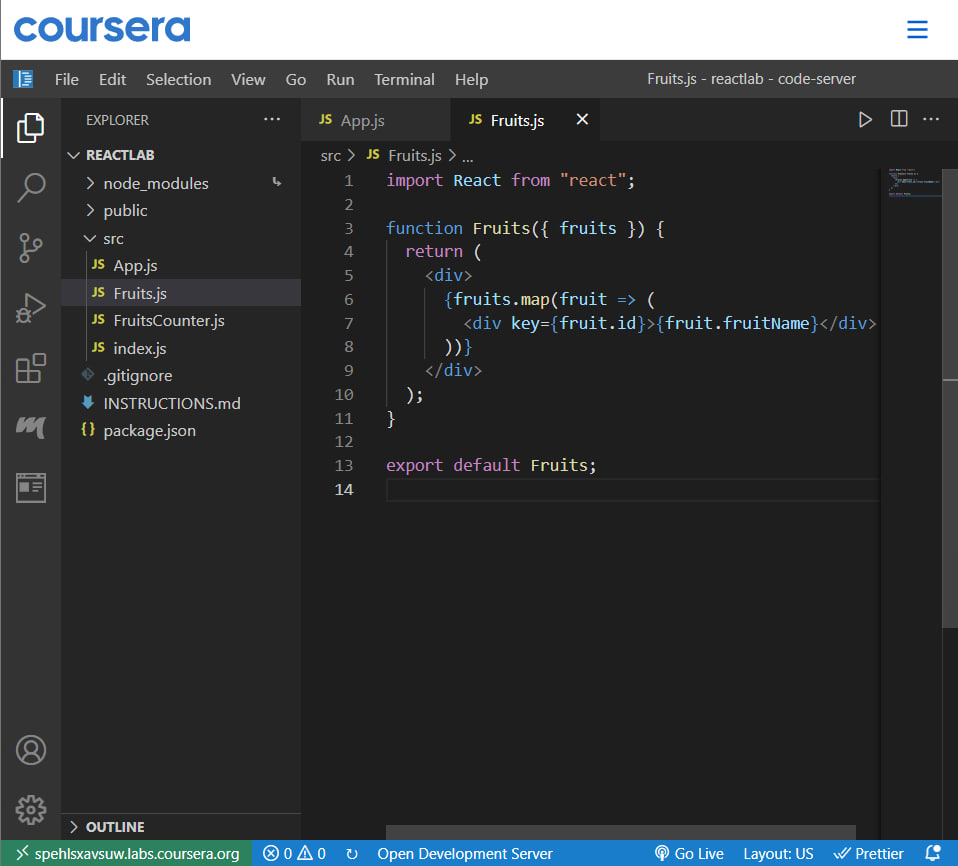 coursera
File Edit Selection View Go Run Terminal Help Fruits.js - reactlab - code-server
EXPLORER ...
JS App.js JS Fruits.js ×
REACTLAB
node_modules
public
src
JS App.js
JS Fruits.js
JS FruitsCounter.js
JS index.js
.gitignore
INSTRUCTIONS.md
{} package.json
OUTLINE
src > JS Fruits.js > ...
1 import React from "react";
2
3 function Fruits({ fruits }) {
4 return (
5 <div>
6 {fruits.map(fruit => (
7 <div key={fruit.id}>{fruit.fruitName}</div>
8 ))}
9 </div>
10 );
11 }
12
13 export default Fruits;
14
spehlsxavsuw.labs.coursera.org 0 0 Open Development Server Go Live Layout: US Prettier